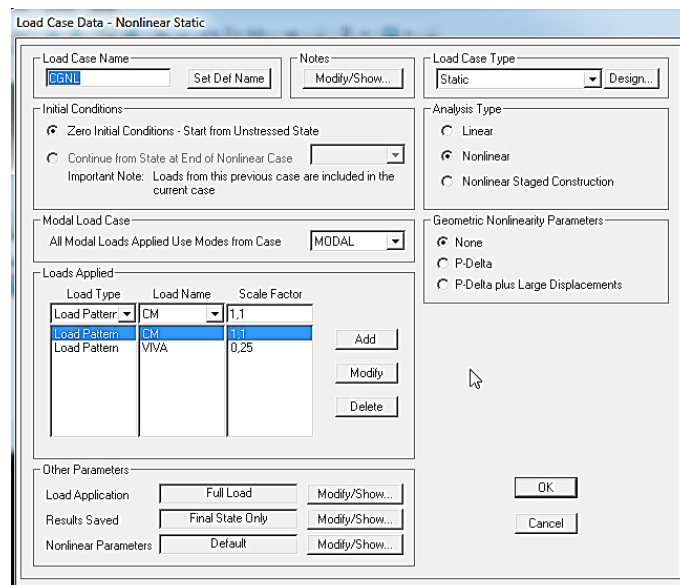 Load Case Data - Nonlinear Static
Load Case Name
CGNL
Set Def Name
Notes
Modify/Show...
Load Case Type
Static
Design...
Initial Conditions
Zero Initial Conditions - Start from Unstressed State
Continue from State at End of Nonlinear Case
Important Note: Loads from this previous case are included in the
current case
Analysis Type
Linear
Nonlinear
Nonlinear Staged Construction
Modal Load Case
All Modal Loads Applied Use Modes from Case
MODAL
Geometric Nonlinearity Parameters
None
P-Delta
P-Delta plus Large Displacements
Loads Applied
Load Type Load Name Scale Factor
Load Pattern CM 1,1
Load Pattern CM 1,1
Load Pattern VIVA 0,25
Add
Modify
Delete
Other Parameters
Load Application Full Load Modify/Show...
Results Saved Final State Only Modify/Show...
Nonlinear Parameters Default Modify/Show...
OK
Cancel